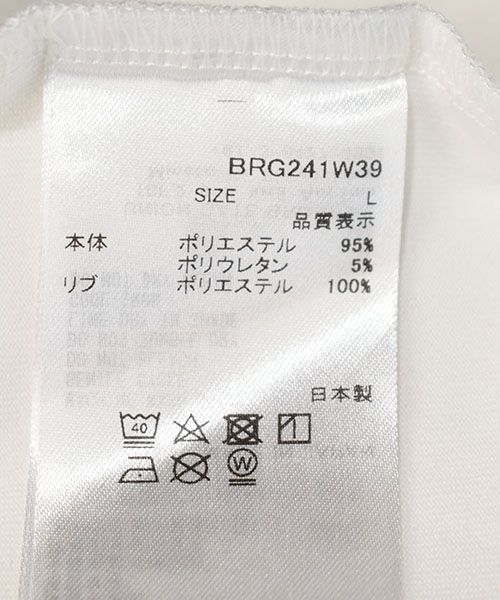 BRG241W39
SIZE L
品質表示
本体 ポリエステル 95%
ポリウレタン 5%
リブ ポリエステル 100%
日本製
40
W